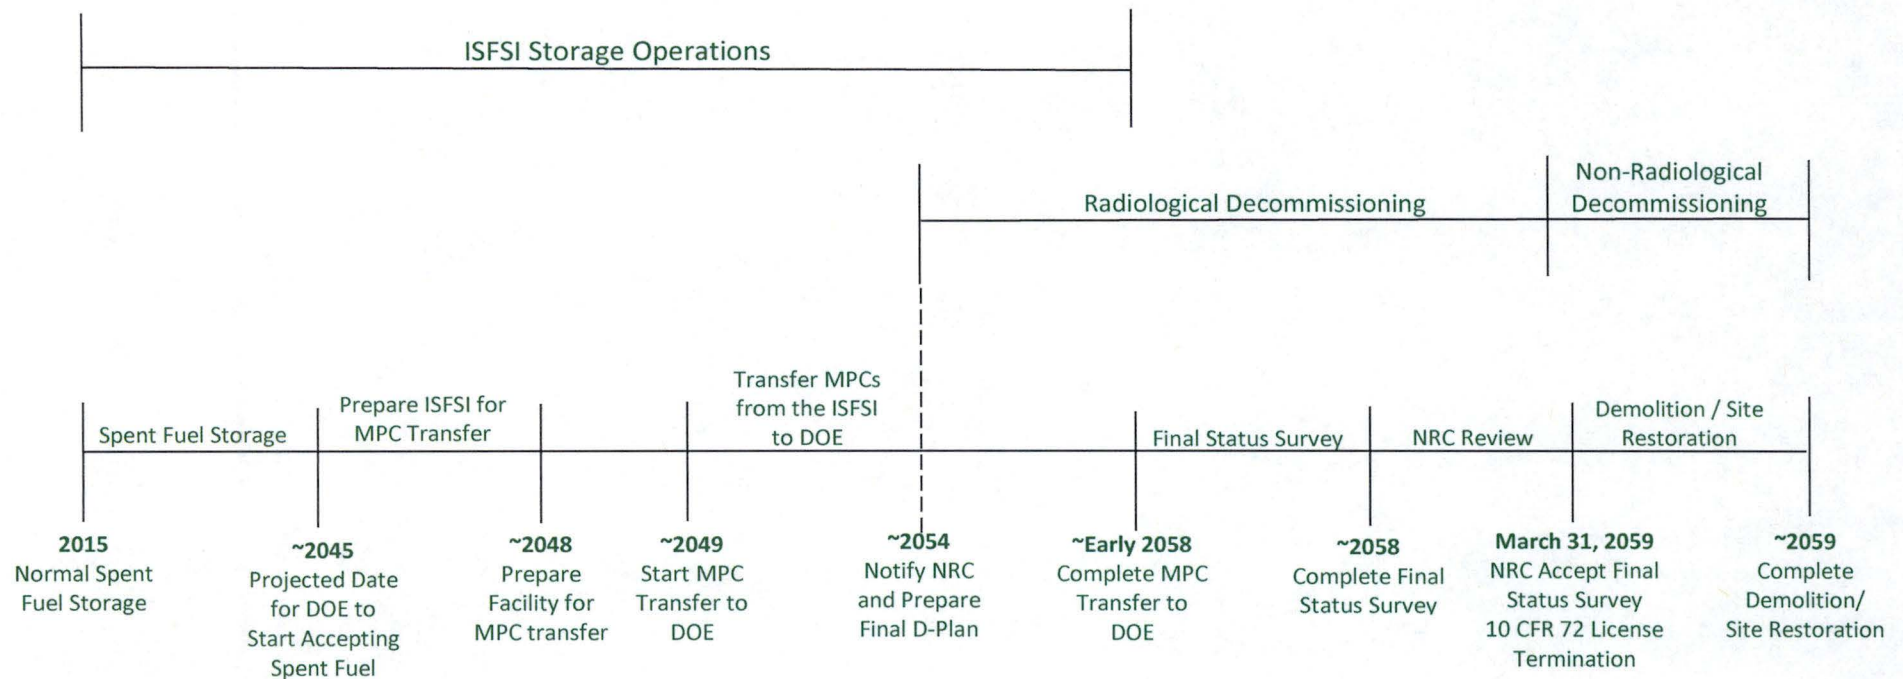 ISFSI Storage Operations
Radiological Decommissioning
Non-Radiological
Decommissioning
Spent Fuel Storage
Prepare ISFSI for
MPC Transfer
Transfer MPCs
from the ISFSI
to DOE
Final Status Survey
NRC Review
Demolition / Site
Restoration
2015
Normal Spent
Fuel Storage
~2045
Projected Date
for DOE to
Start Accepting
Spent Fuel
~2048
Prepare
Facility for
MPC transfer
~2049
Start MPC
Transfer to
DOE
~2054
Notify NRC
and Prepare
Final D-Plan
~Early 2058
Complete MPC
Transfer to
DOE
~2058
Complete Final
Status Survey
March 31, 2059
NRC Accept Final
Status Survey
10 CFR 72 License
Termination
~2059
Complete
Demolition/
Site Restoration